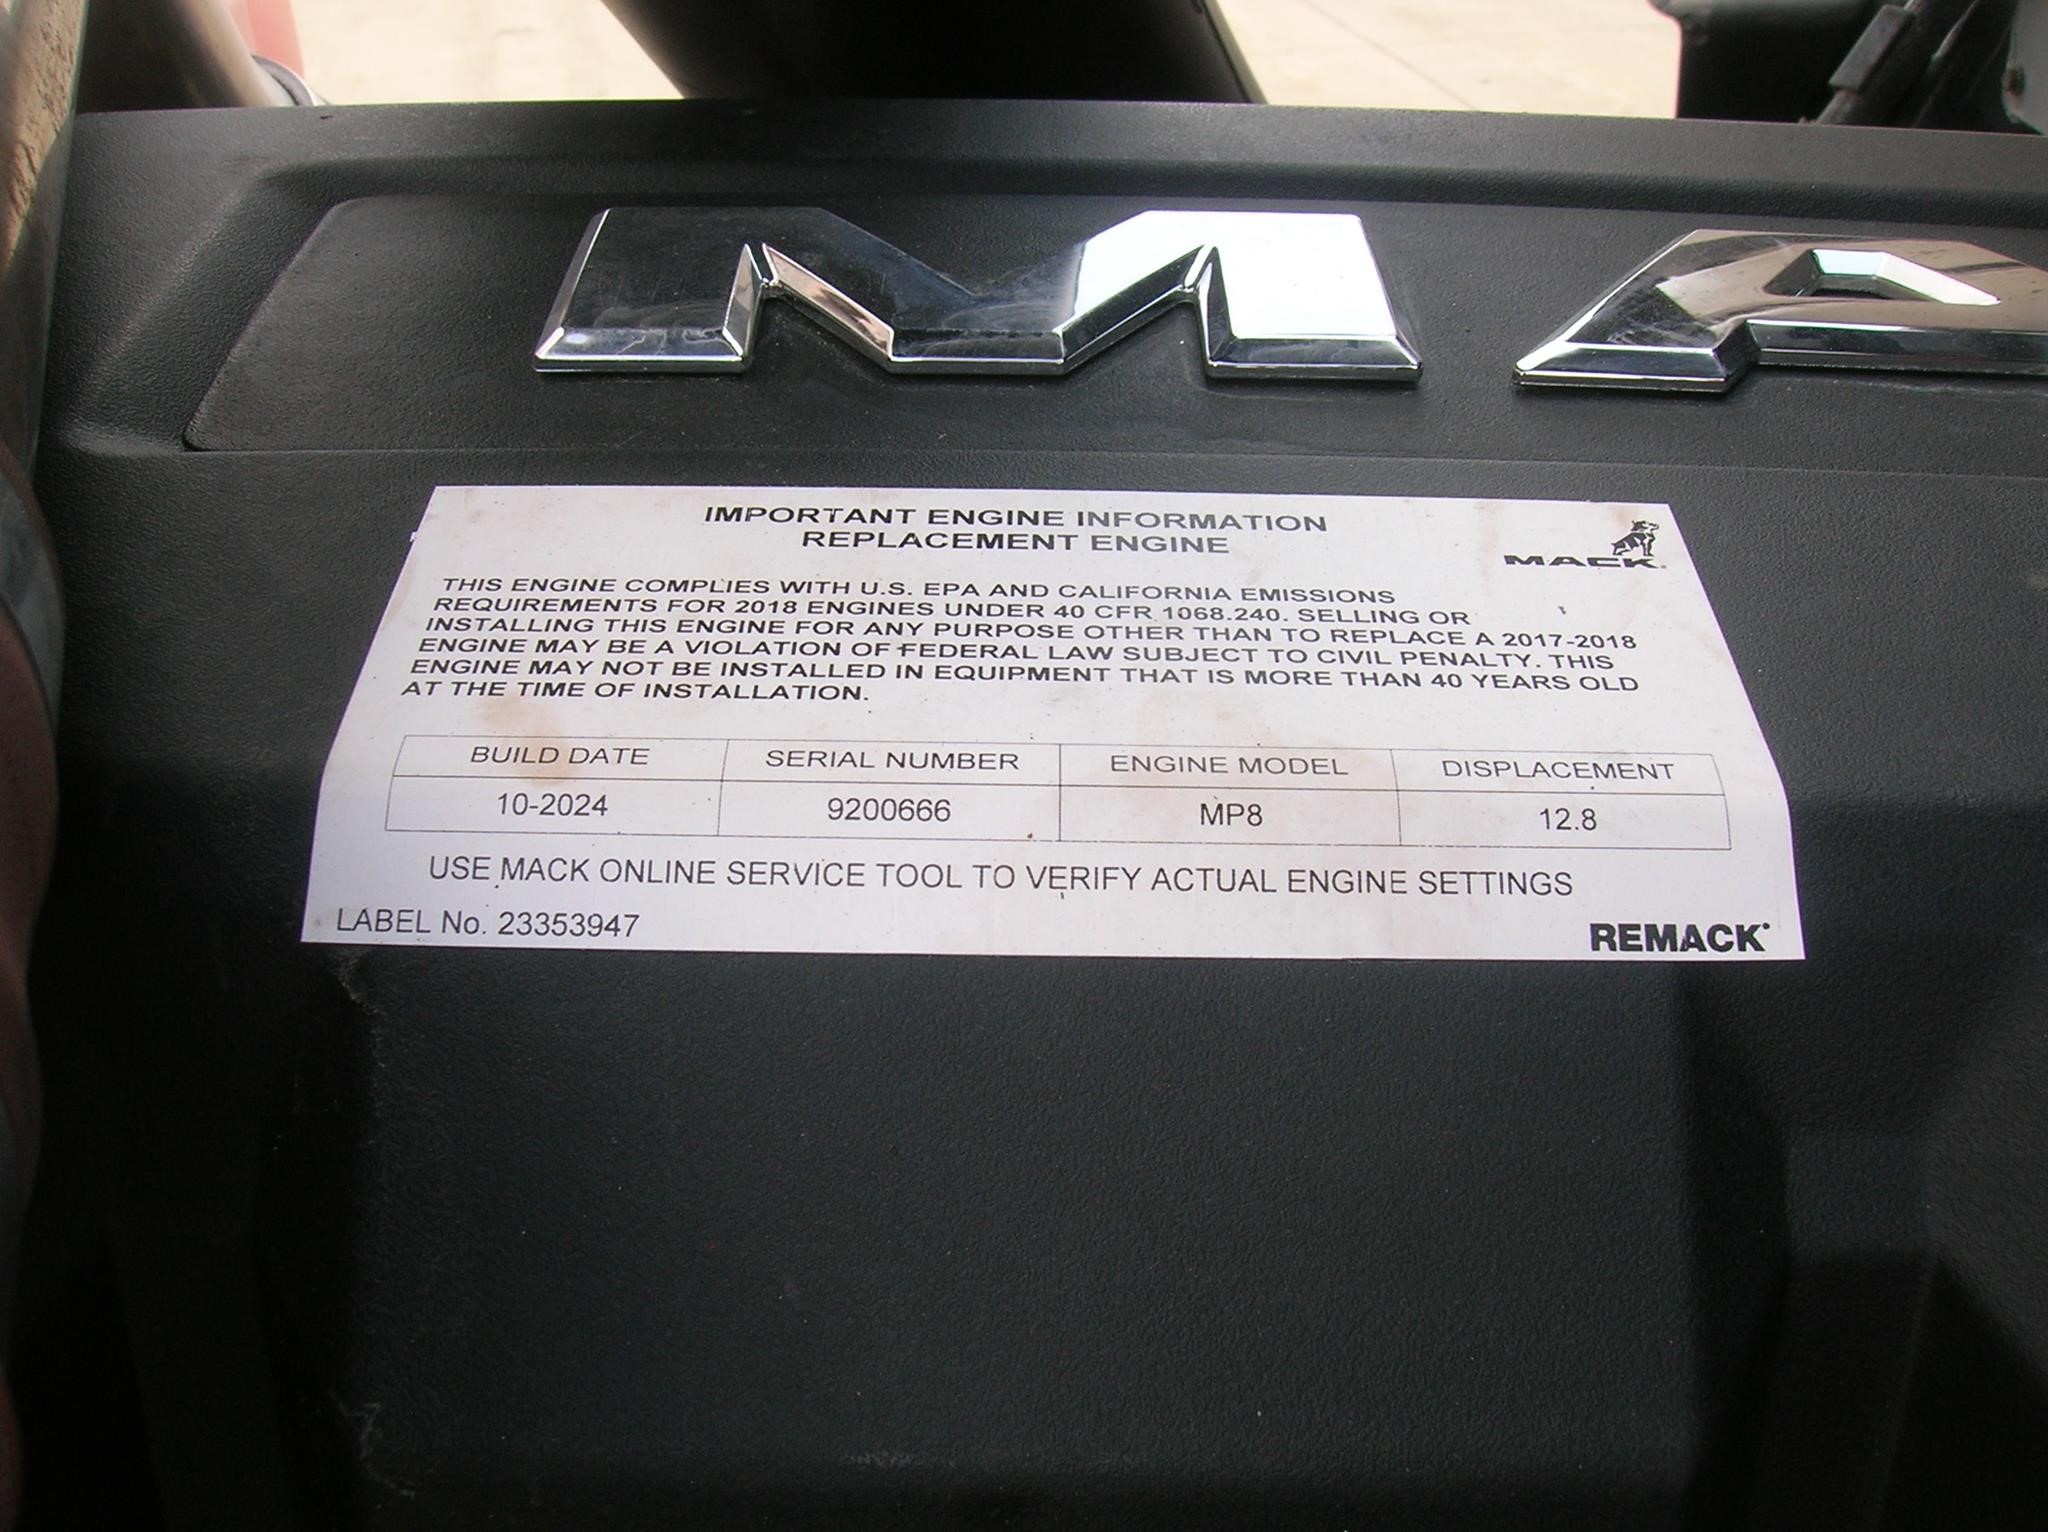 MA
IMPORTANT ENGINE INFORMATION
REPLACEMENT ENGINE
MACK
THIS ENGINE COMPLIES WITH U.S. EPA AND CALIFORNIA EMISSIONS
REQUIREMENTS FOR 2018 ENGINES UNDER 40 CFR 1068.240. SELLING OR
INSTALLING THIS ENGINE FOR ANY PURPOSE OTHER THAN TO REPLACE A 2017-2018
ENGINE MAY BE A VIOLATION OF FEDERAL LAW SUBJECT TO CIVIL PENALTY. THIS
ENGINE MAY NOT BE INSTALLED IN EQUIPMENT THAT IS MORE THAN 40 YEARS OLD
AT THE TIME OF INSTALLATION.
BUILD DATE SERIAL NUMBER ENGINE MODEL DISPLACEMENT
10-2024 9200666 MP8 12.8
USE MACK ONLINE SERVICE TOOL TO VERIFY ACTUAL ENGINE SETTINGS
LABEL No. 23353947
REMACK